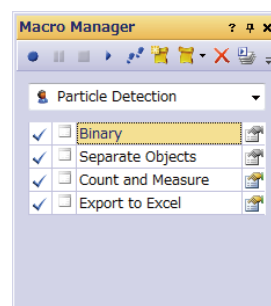 Macro Manager
Particle Detection
Binary
Separate Objects
Count and Measure
Export to Excel